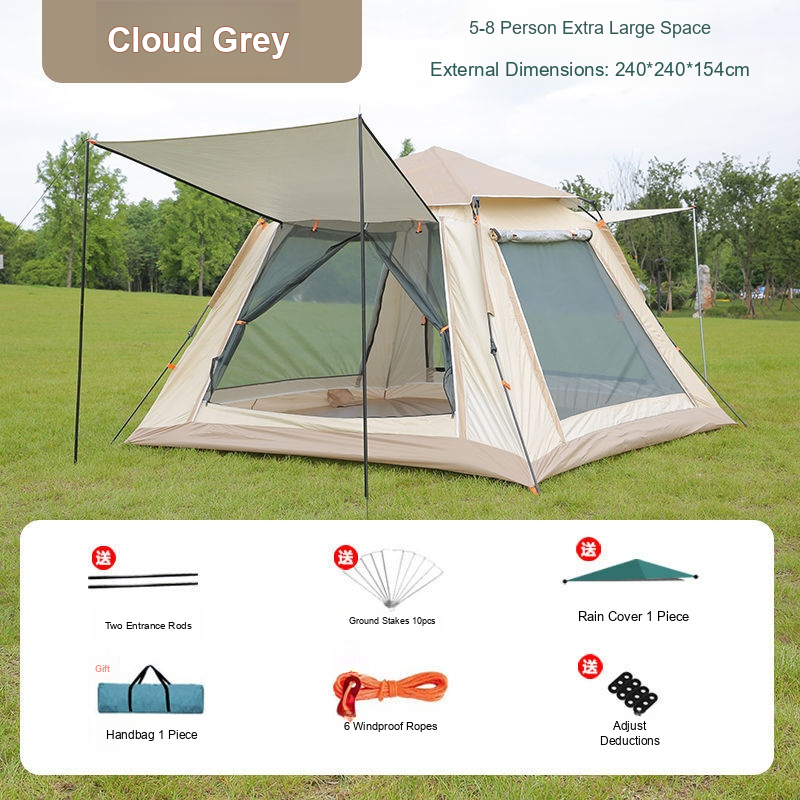 Cloud Grey
5-8 Person Extra Large Space
External Dimensions: 240*240*154cm
送
送
送
Two Entrance Rods
Ground Stakes 10pcs
Rain Cover 1 Piece
Gift
送
Handbag 1 Piece
6 Windproof Ropes
Adjust
Deductions